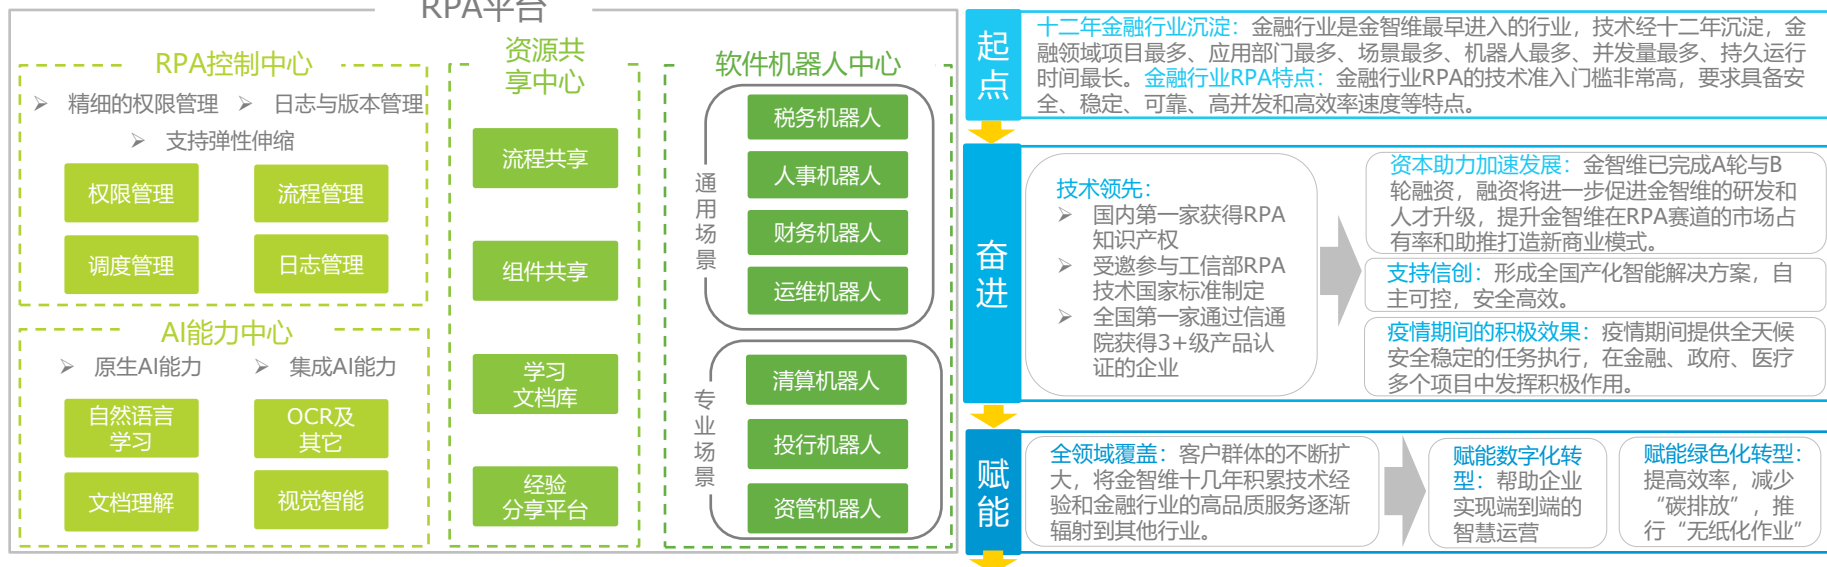 RPA平台
RPA控制中心
➢ 精细的权限管理 ➢ 日志与版本管理
➢ 支持弹性伸缩
权限管理
流程管理
调度管理
日志管理
AI能力中心
➢ 原生AI能力 ➢ 集成AI能力
自然语言
学习
OCR及
其它
文档理解
视觉智能
资源共
享中心
流程共享
组件共享
学习
文档库
经验
分享平台
软件机器人中心
通用场景
税务机器人
人事机器人
财务机器人
运维机器人
专业场景
清算机器人
投行机器人
资管机器人
起点
十二年金融行业沉淀：金融行业是金智维最早进入的行业，技术经十二年沉淀，金
融领域项目最多、应用部门最多、场景最多、机器人最多、并发量最多、持久运行
时间最长。金融行业RPA特点：金融行业RPA的技术准入门槛非常高，要求具备安
全、稳定、可靠、高并发和高效率速度等特点。
奋进
技术领先：
➢ 国内第一家获得RPA
知识产权
➢ 受邀参与工信部RPA
技术国家标准制定
➢ 全国第一家通过信通
院获得3+级产品认
证的企业
资本助力加速发展：金智维已完成A轮与B
轮融资，融资将进一步促进金智维的研发和
人才升级，提升金智维在RPA赛道的市场占
有率和助推打造新商业模式。
支持信创：形成全国产化智能解决方案，自
主可控，安全高效。
疫情期间的积极效果：疫情期间提供全天候
安全稳定的任务执行，在金融、政府、医疗
多个项目中发挥积极作用。
赋能
全领域覆盖：客户群体的不断扩
大，将金智维十几年积累技术经
验和金融行业的高品质服务逐渐
辐射到其他行业。
赋能数字化转
型：帮助企业
实现端到端的
智慧运营
赋能绿色化转型：
提高效率，减少
“碳排放”，推
行“无纸化作业”